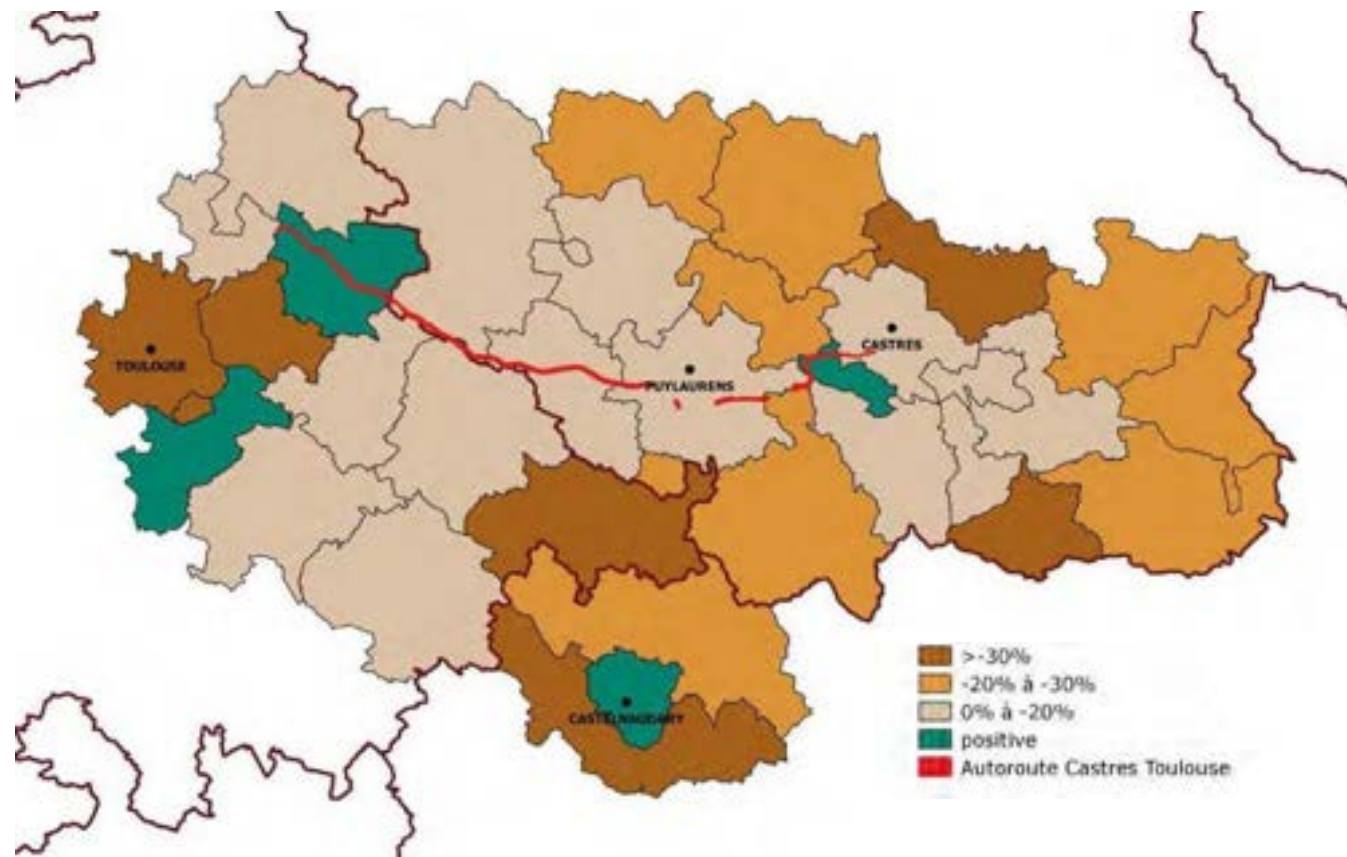 CASTRES
TOULOUSE
PUYLAURENS
CASTELNAUDARY
>-30%
-20% à -30%
0% à -20%
positive
Autoroute Castres Toulouse